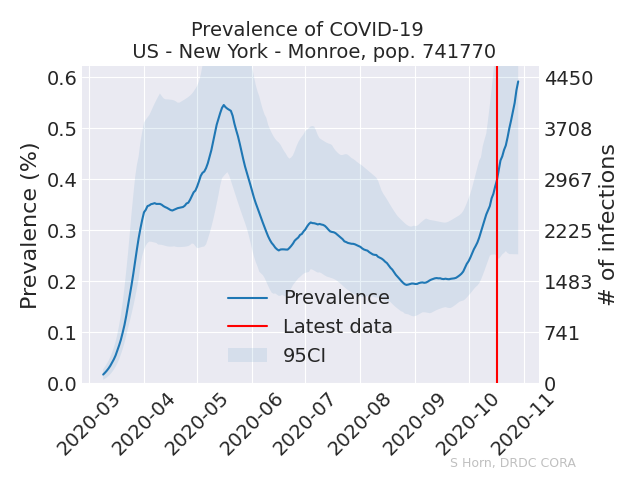 Prevalence of COVID-19
US - New York - Monroe, pop. 741770
Prevalence (%)
0.6
0.5
0.4
0.3
0.2
0.1
0.0
4450
3708
2967
2225
1483
741
0
# of infections
Prevalence
Latest data
95CI
2020-03
2020-04
2020-05
2020-06
2020-07
2020-08
2020-09
2020-10
2020-11
S Horn, DRDC CORA